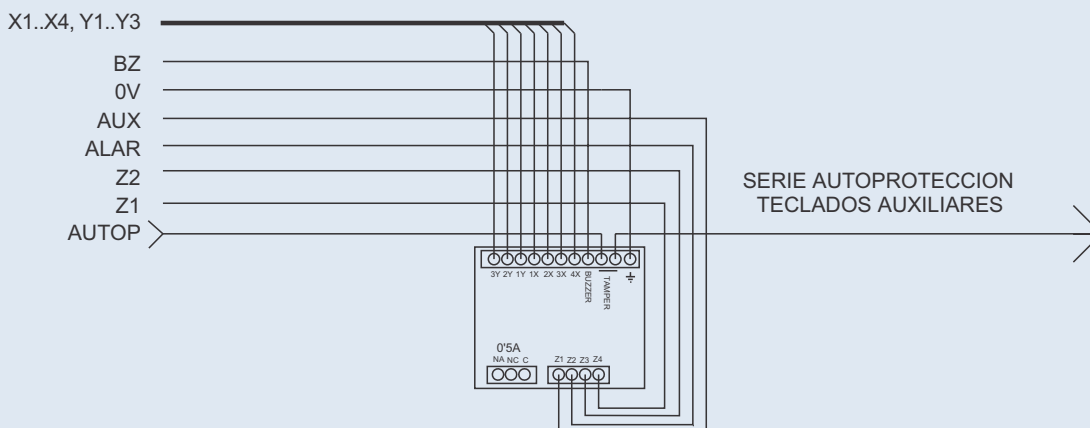 X1..X4, Y1..Y3
BZ
0V
AUX
ALAR
Z2
Z1
AUTOP
SERIE AUTOPROTECCION
TECLADOS AUXILIARES
3Y 2Y 1Y 1X 2X 3X 4X BUZZER TAMPER
0'5A
NA NC C
Z1 Z2 Z3 Z4